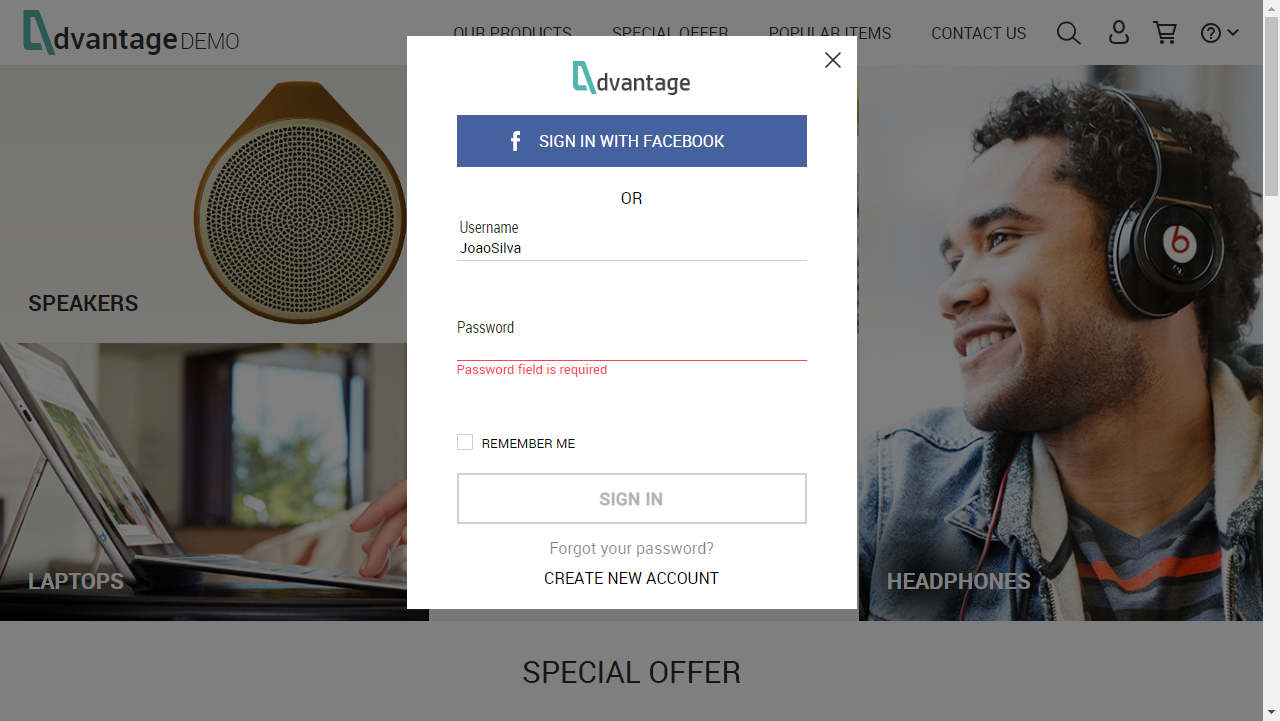 dvantage DEMO
OUR PRODUCTS SPECIAL OFFER POPULAR ITEMS CONTACT US
dvantage
SIGN IN WITH FACEBOOK
OR
Username
JoaoSilva
Password
Password field is required
REMEMBER ME
SIGN IN
Forgot your password?
CREATE NEW ACCOUNT
SPEAKERS
LAPTOPS
HEADPHONES
SPECIAL OFFER